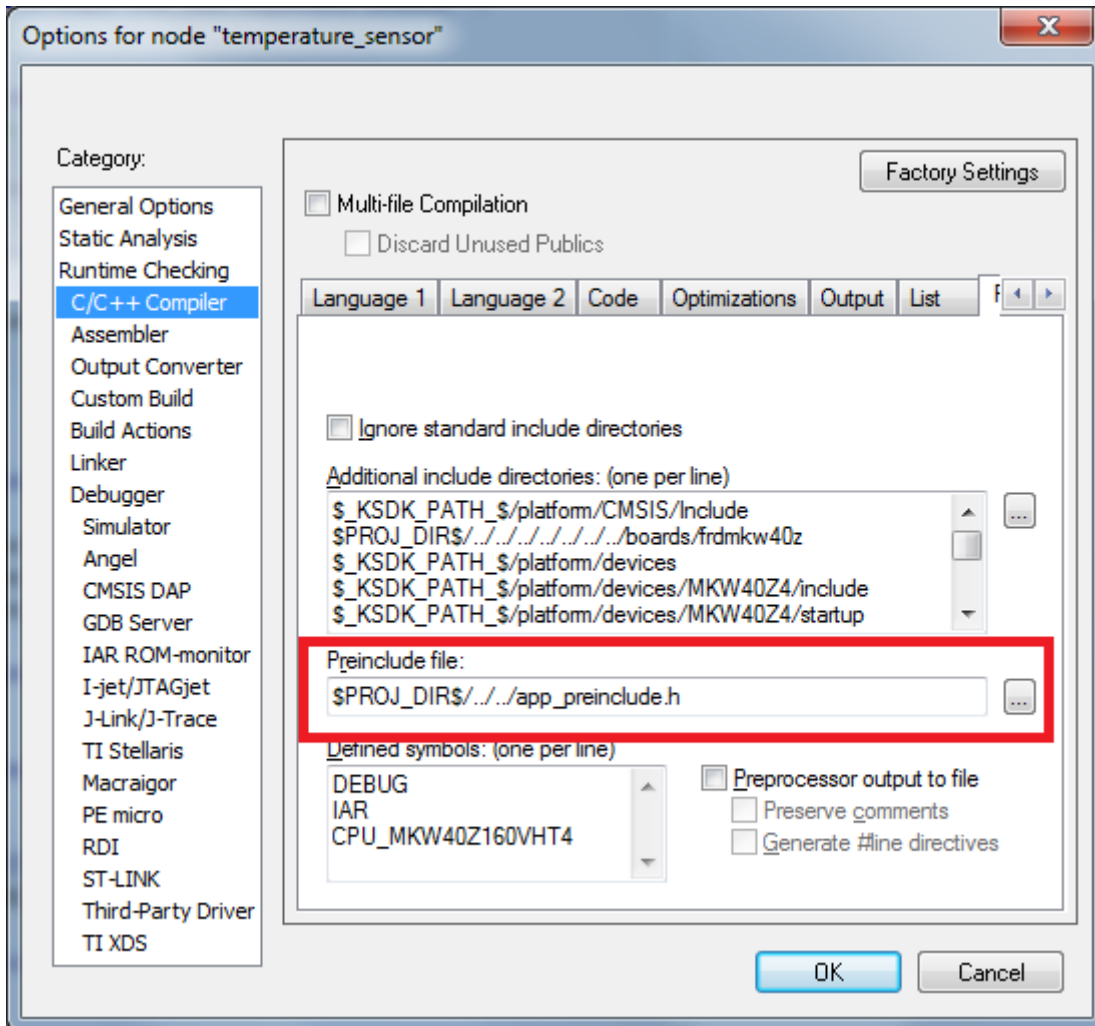 Options for node "temperature_sensor"
Category:
General Options
Static Analysis
Runtime Checking
C/C++ Compiler
Assembler
Output Converter
Custom Build
Build Actions
Linker
Debugger
Simulator
Angel
CMSIS DAP
GDB Server
IAR ROM-monitor
I-jet/JTAGjet
J-Link/J-Trace
TI Stellaris
Macraigor
PE micro
RDI
ST-LINK
Third-Party Driver
TI XDS
Factory Settings
Multi-file Compilation
Discard Unused Publics
Language 1 Language 2 Code Optimizations Output List
Ignore standard include directories
Additional include directories: (one per line)
$_KSDK_PATH_$/platform/CMSIS/Include
$PROJ_DIR$/../../../../../../../boards/frdmkw40z
$_KSDK_PATH_$/platform/devices
$_KSDK_PATH_$/platform/devices/MKW40Z4/include
$_KSDK_PATH_$/platform/devices/MKW40Z4/startup
...
Preinclude file:
$PROJ_DIR$/../../app_preinclude.h
...
Defined symbols: (one per line)
DEBUG
IAR
CPU_MKW40Z160VHT4
Preprocessor output to file
Preserve comments
Generate #line directives
OK Cancel